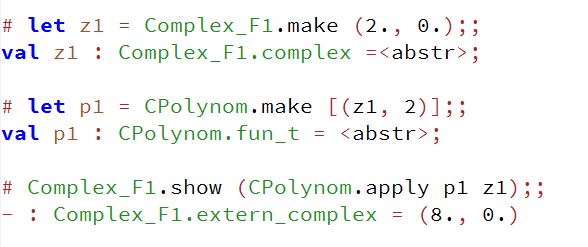 # let z1 = Complex_F1.make (2., 0.);;
val z1 : Complex_F1.complex =<abstr>;
# let p1 = CPolynom.make [(z1, 2)];;
val p1 : CPolynom.fun_t = <abstr>;
# Complex_F1.show (CPolynom.apply p1 z1);;
- : Complex_F1.extern_complex = (8., 0.)